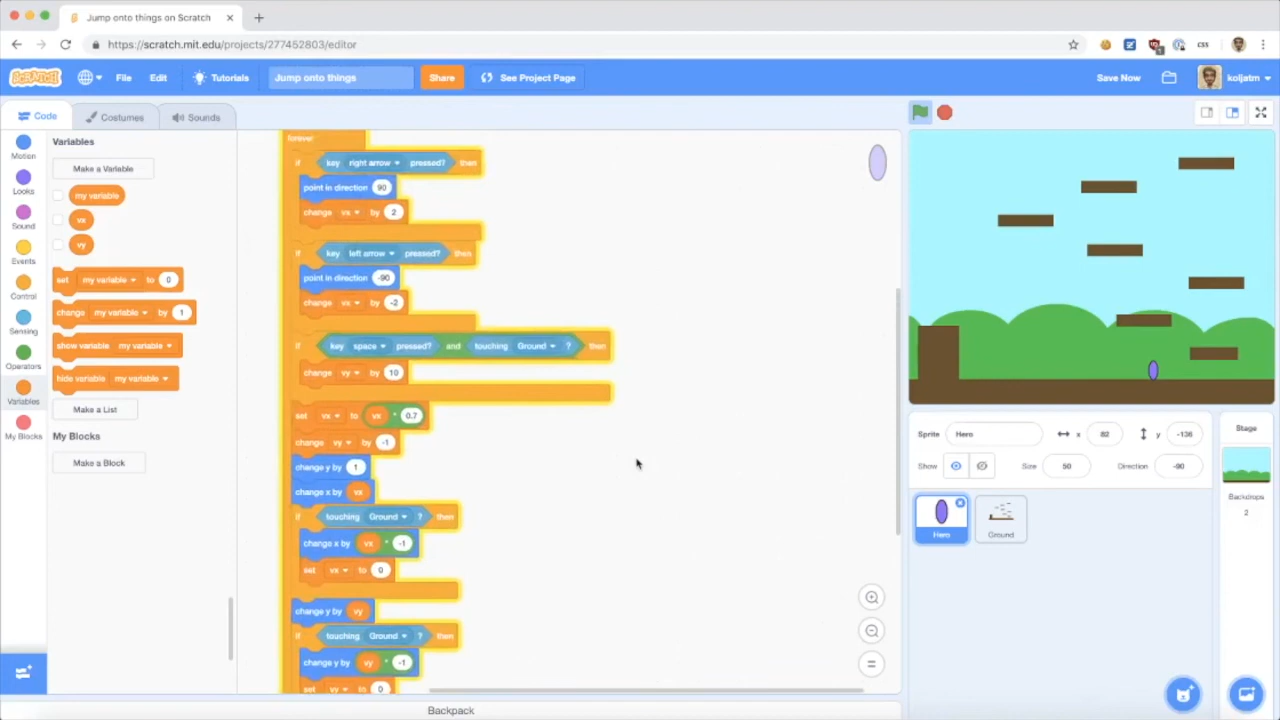 Jump onto things on Scratch
https://scratch.mit.edu/projects/277452803/editor
css
SCRATCH
File
Edit
Tutorials
Jump onto things
Share
See Project Page
Save Now
koljatm
Code
Costumes
Sounds
Motion
Looks
Sound
Events
Control
Sensing
Operators
Variables
My Blocks
Variables
Make a Variable
my variable
vx
vy
set my variable to 0
change my variable by 1
show variable my variable
hide variable my variable
Make a List
My Blocks
Make a Block
forever
if key right arrow pressed? then
point in direction 90
change vx by 2
if key left arrow pressed? then
point in direction -90
change vx by -2
if key space pressed? and touching Ground ? then
change vy by 10
set vx to vx * 0.7
change vy by -1
change y by 1
change x by vx
if touching Ground ? then
change x by vx * -1
set vx to 0
change y by vy
if touching Ground ? then
change y by vy * -1
set vy to 0
Backpack
Sprite Hero x 82 y -136
Show Size 50 Direction -90
Hero
Ground
Stage
Backdrops
2